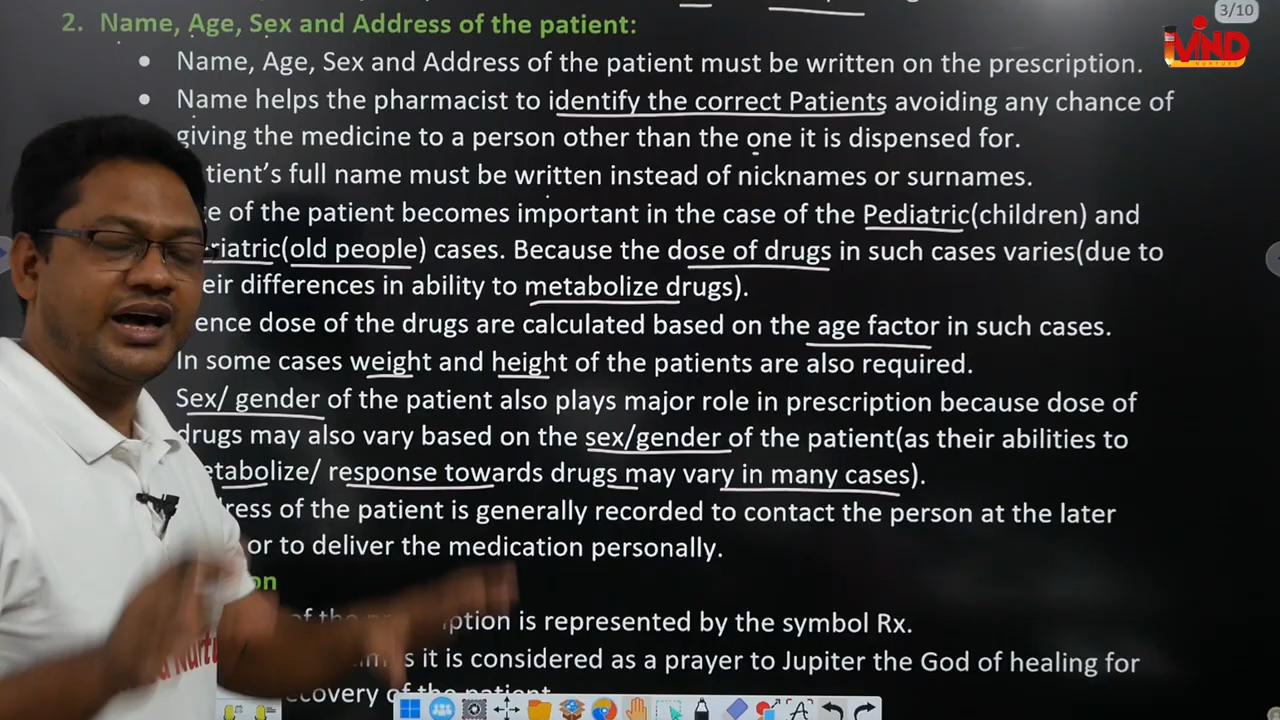 3/10
MIND
NURTURE
2. Name, Age, Sex and Address of the patient:
• Name, Age, Sex and Address of the patient must be written on the prescription.
• Name helps the pharmacist to identify the correct Patients avoiding any chance of
giving the medicine to a person other than the one it is dispensed for.
tient’s full name must be written instead of nicknames or surnames.
e of the patient becomes important in the case of the Pediatric(children) and
riatric(old people) cases. Because the dose of drugs in such cases varies(due to
eir differences in ability to metabolize drugs).
ence dose of the drugs are calculated based on the age factor in such cases.
In some cases weight and height of the patients are also required.
Sex/ gender of the patient also plays major role in prescription because dose of
drugs may also vary based on the sex/gender of the patient(as their abilities to
etabolize/ response towards drugs may vary in many cases).
ress of the patient is generally recorded to contact the person at the later
or to deliver the medication personally.
on
of the ption is represented by the symbol Rx.
s it is considered as a prayer to Jupiter the God of healing for
covery of the patient